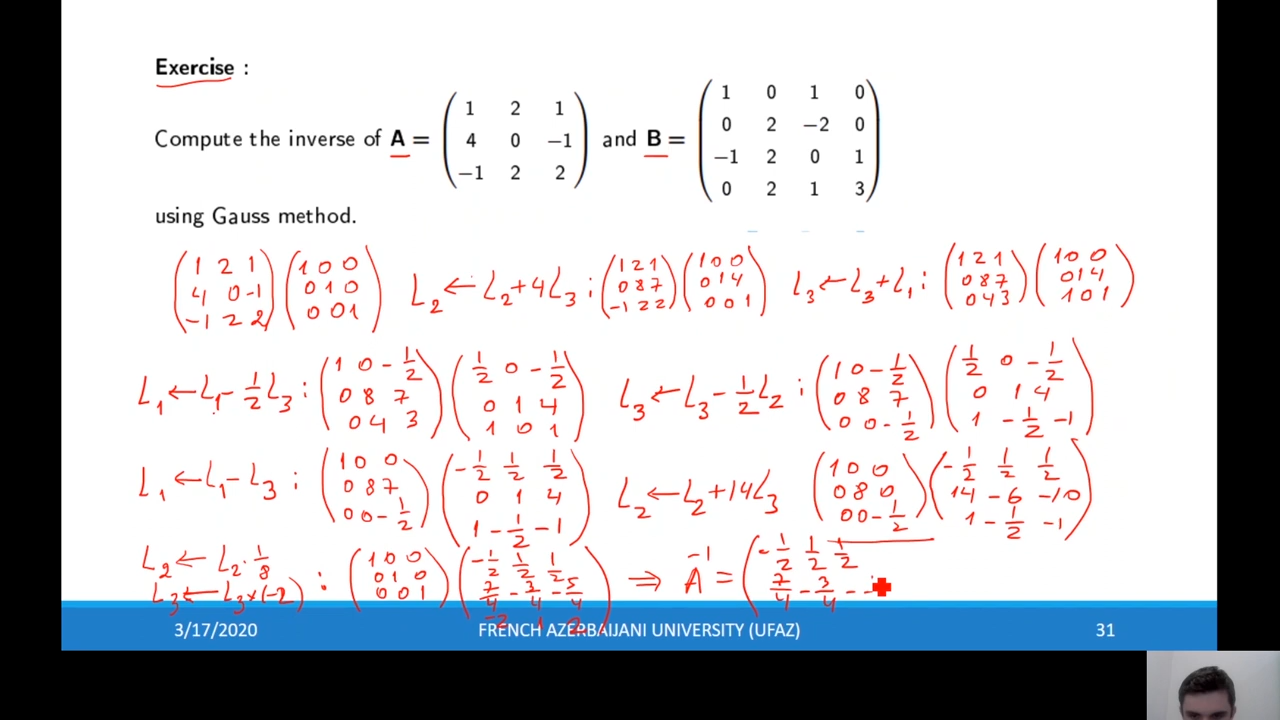 Exercise :
Compute the inverse of A = ( 1 2 1 ; 4 0 −1 ; −1 2 2 ) and B = ( 1 0 1 0 ; 0 2 −2 0 ; −1 2 0 1 ; 0 2 1 3 )
using Gauss method.
( 1 2 1 ; 4 0 -1 ; -1 2 2 ) ( 1 0 0 ; 0 1 0 ; 0 0 1 ) L2 ← L2 + 4L3 : ( 1 2 1 ; 0 8 7 ; -1 2 2 ) ( 1 0 0 ; 0 1 4 ; 0 0 1 ) L3 ← L3 + L1 : ( 1 2 1 ; 0 8 7 ; 0 4 3 ) ( 1 0 0 ; 0 1 4 ; 1 0 1 )
L1 ← L1 - 1/2 L3 : ( 1 0 -1/2 ; 0 8 7 ; 0 4 3 ) ( 1/2 0 -1/2 ; 0 1 4 ; 1 0 1 ) L3 ← L3 - 1/2 L2 : ( 1 0 -1/2 ; 0 8 7 ; 0 0 -1/2 ) ( 1/2 0 -1/2 ; 0 1 4 ; 1 -1/2 -1 )
L1 ← L1 - L3 : ( 1 0 0 ; 0 8 7 ; 0 0 -1/2 ) ( -1/2 1/2 1/2 ; 0 1 4 ; 1 -1/2 -1 ) L2 ← L2 + 14L3 ( 1 0 0 ; 0 8 0 ; 0 0 -1/2 ) ( -1/2 1/2 1/2 ; 14 -6 -10 ; 1 -1/2 -1 )
L2 ← L2 · 1/8
L3 ← L3 × (-2) : ( 1 0 0 ; 0 1 0 ; 0 0 1 ) ( -1/2 1/2 1/2 ; 7/4 -3/4 -5/4 ; -2 1 2 ) ⇒ A^-1 = ( -1/2 1/2 1/2 ; 7/4 -3/4 -
3/17/2020
FRENCH AZERBAIJANI UNIVERSITY (UFAZ)
31